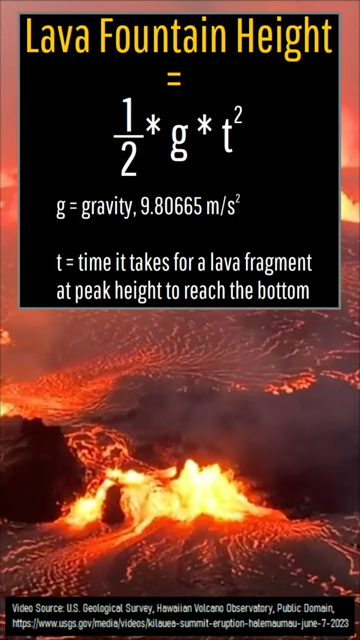 Lava Fountain Height
=
1/2 * g * t²
g = gravity, 9.80665 m/s²
t = time it takes for a lava fragment
at peak height to reach the bottom
Video Source: U.S. Geological Survey, Hawaiian Volcano Observatory, Public Domain,
https://www.usgs.gov/media/videos/kilauea-summit-eruption-halemaumau-june-7-2023